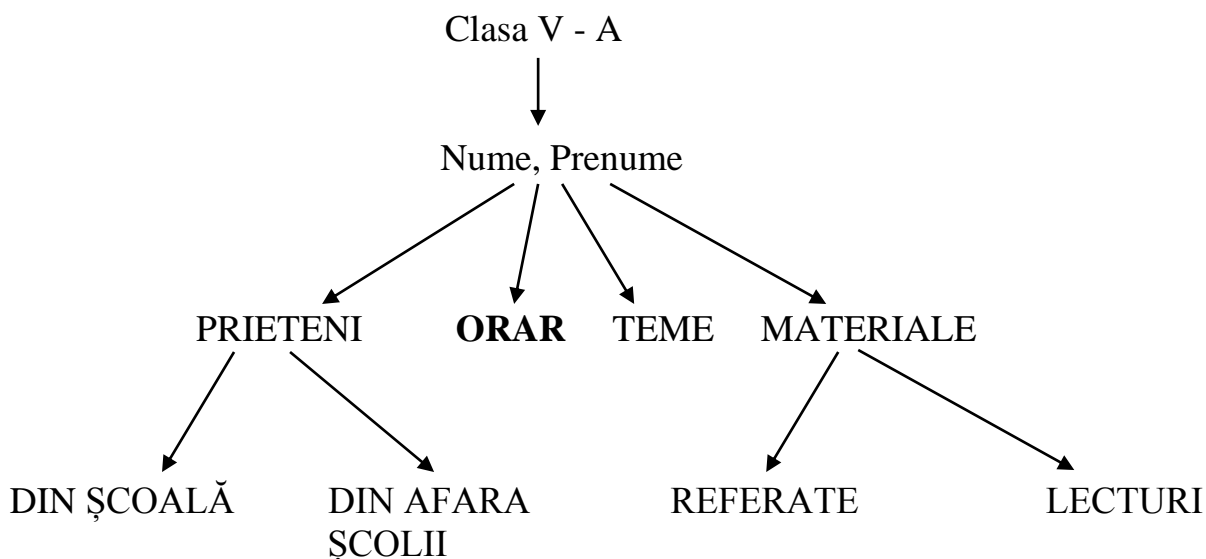 Clasa V - A
Nume, Prenume
PRIETENI ORAR TEME MATERIALE
DIN ȘCOALĂ DIN AFARA REFERATE LECTURI
ȘCOLII